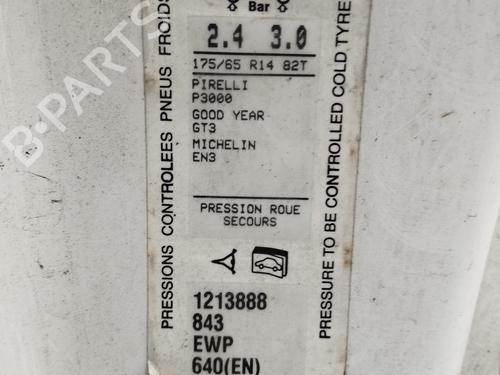 Bar
2.4 3.0
175/65 R14 82T
PIRELLI
P3000
GOOD YEAR
GT3
MICHELIN
EN3
PRESSION ROUE
SECOURS
1213888
843
EWP
640(EN)
PRESSIONS CONTROLEES PNEUS FROIDS
PRESSURE TO BE CONTROLLED COLD TYRE
B-Parts